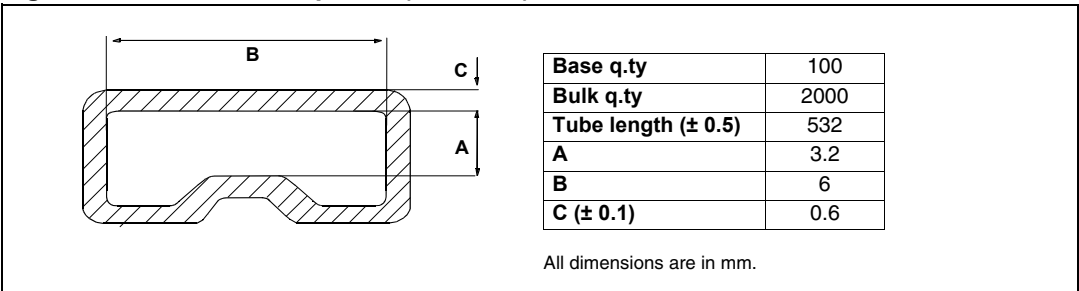 B
C
A
Base q.ty 100
Bulk q.ty 2000
Tube length (± 0.5) 532
A 3.2
B 6
C (± 0.1) 0.6
All dimensions are in mm.